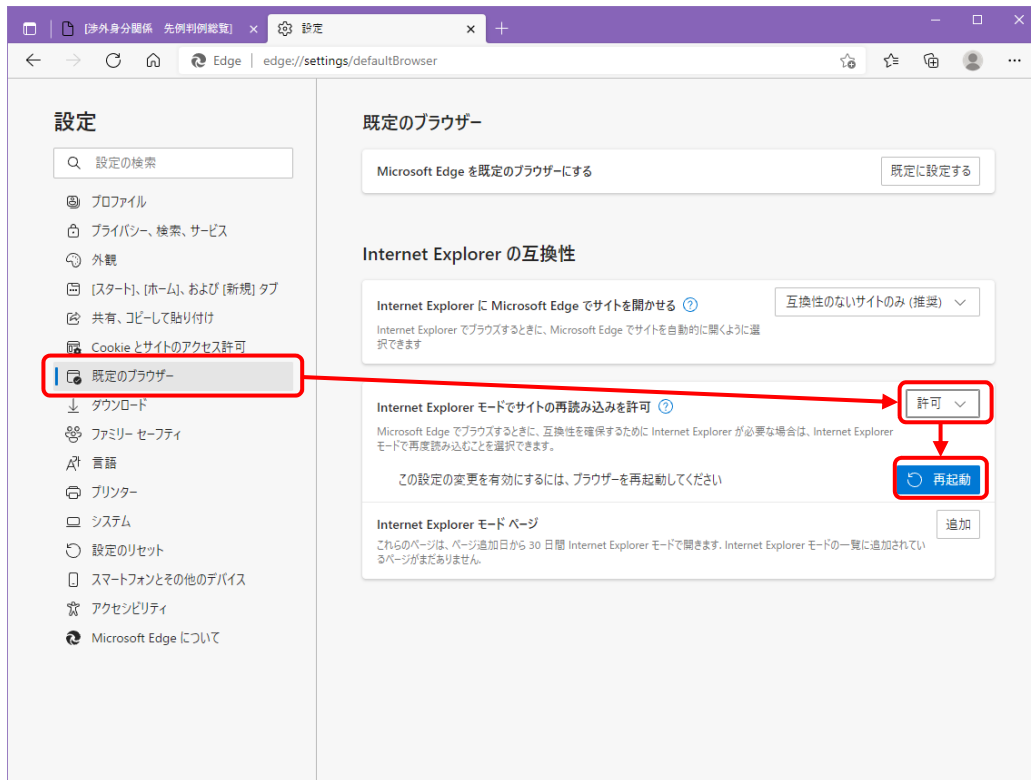 [渉外身分関係 先例判例総覧]
設定
Edge
edge://settings/defaultBrowser
設定
設定の検索
プロファイル
プライバシー、検索、サービス
外観
[スタート]、[ホーム]、および [新規] タブ
共有、コピーして貼り付け
Cookie とサイトのアクセス許可
既定のブラウザー
ダウンロード
ファミリー セーフティ
言語
プリンター
システム
設定のリセット
スマートフォンとその他のデバイス
アクセシビリティ
Microsoft Edge について
既定のブラウザー
Microsoft Edge を既定のブラウザーにする
既定に設定する
Internet Explorer の互換性
Internet Explorer に Microsoft Edge でサイトを開かせる
互換性のないサイトのみ (推奨)
Internet Explorer でブラウズするときに、Microsoft Edge でサイトを自動的に開くように選
択できます
Internet Explorer モードでサイトの再読み込みを許可
許可
Microsoft Edge でブラウズするときに、互換性を確保するために Internet Explorer が必要な場合は、Internet Explorer
モードで再度読み込むことを選択できます。
この設定の変更を有効にするには、ブラウザーを再起動してください
再起動
Internet Explorer モード ページ
追加
これらのページは、ページ追加日から 30 日間 Internet Explorer モードで開きます. Internet Explorer モードの一覧に追加されてい
るページがまだありません.